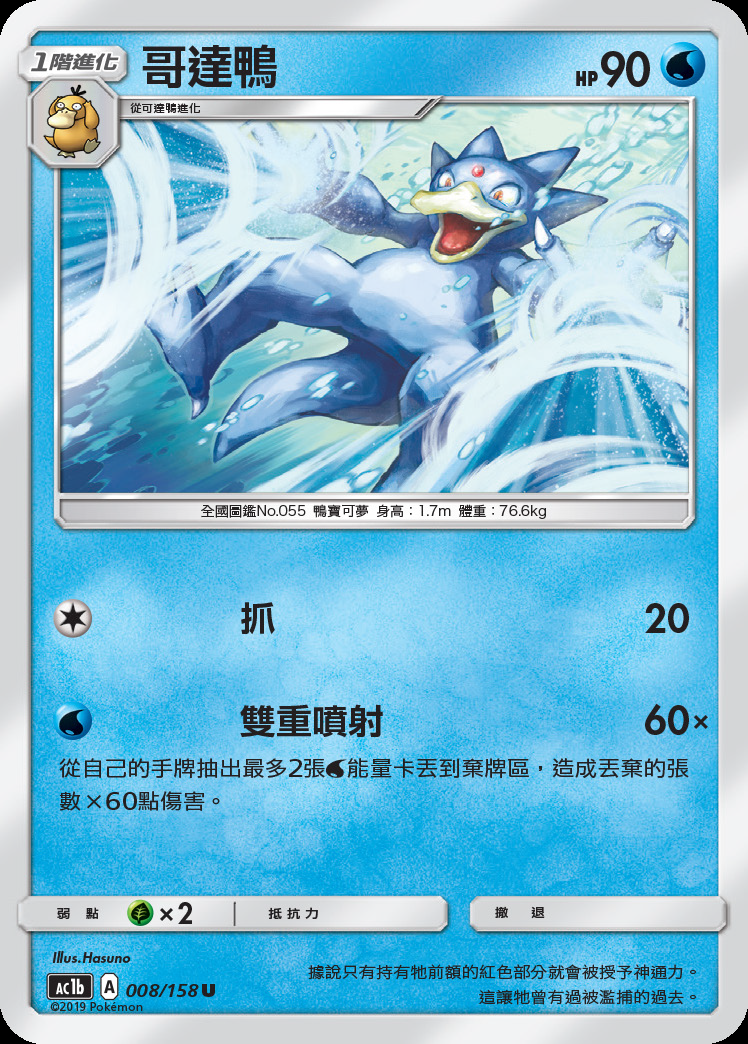 1階進化 哥達鴨 HP90
從可達鴨進化
全國圖鑑No.055 鴨寶可夢 身高：1.7m 體重：76.6kg
抓 20
雙重噴射 60×
從自己的手牌抽出最多2張能量卡丟到棄牌區，造成丟棄的張
數×60點傷害。
弱點 ×2 抵抗力 撤退
Illus.Hasuno
AC1b A 008/158 U
©2019 Pokémon
據說只有持有牠前額的紅色部分就會被授予神通力。
這讓牠曾有過被濫捕的過去。